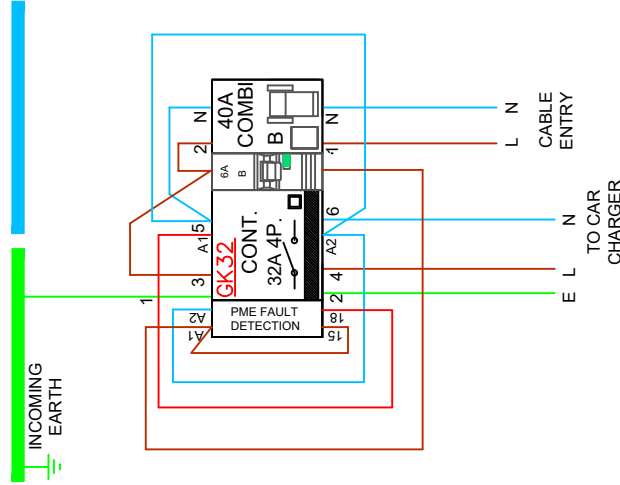 INCOMING
EARTH
N
2
40A
COMBI
B
N
1
6A
B
5
A1
3
GK32
CONT.
32A 4P.
6
A2
4
2
1
A2
A1
PME FAULT
DETECTION
18
15
N
L
CABLE
ENTRY
N
L
E
TO CAR
CHARGER